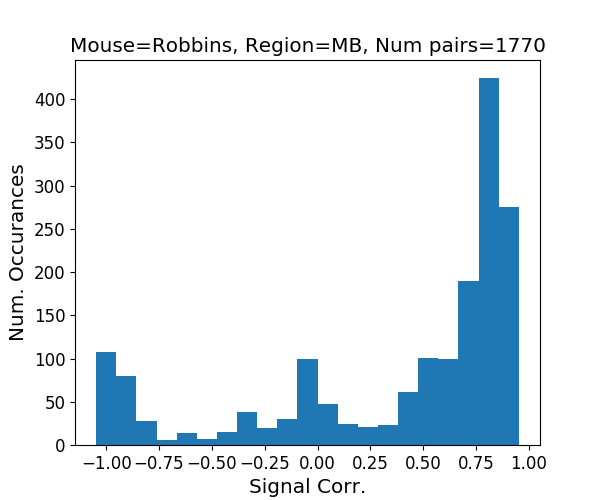 Mouse=Robbins, Region=MB, Num pairs=1770
Num. Occurances
400
350
300
250
200
150
100
50
0
−1.00 −0.75 −0.50 −0.25 0.00 0.25 0.50 0.75 1.00
Signal Corr.